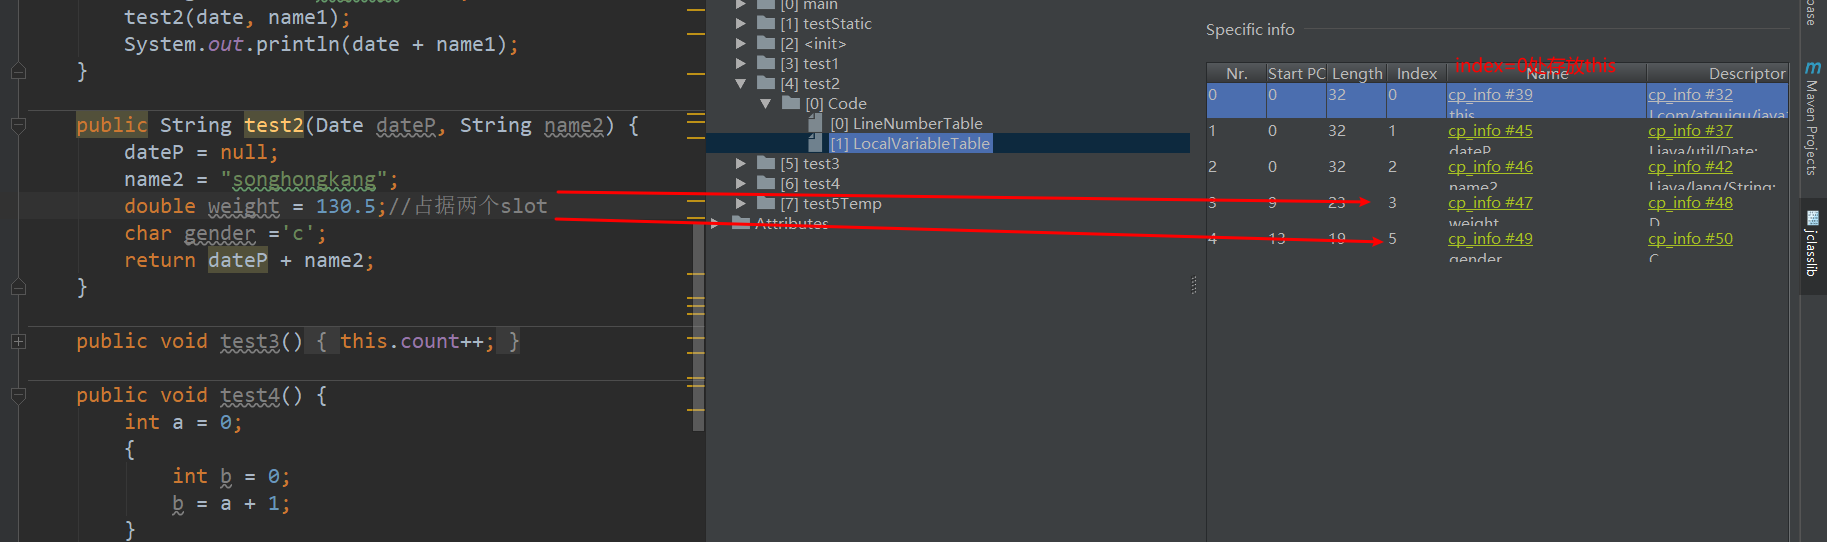 test2(date, name1);
System.out.println(date + name1);
}
public String test2(Date dateP, String name2) {
dateP = null;
name2 = "songhongkang";
double weight = 130.5;//占据两个slot
char gender ='c';
return dateP + name2;
}
public void test3() { this.count++; }
public void test4() {
int a = 0;
{
int b = 0;
b = a + 1;
}
[0] main
[1] testStatic
[2] <init>
[3] test1
[4] test2
[0] Code
[0] LineNumberTable
[1] LocalVariableTable
[5] test3
[6] test4
[7] test5Temp
Attributes
Specific info
index=0处存放this
Nr. Start PC Length Index Name Descriptor
0 0 32 0 cp_info #39 cp_info #32
this Lcom/atguigu/java
1 0 32 1 cp_info #45 cp_info #37
dateP Ljava/util/Date;
2 0 32 2 cp_info #46 cp_info #42
name2 Ljava/lang/String;
3 9 23 3 cp_info #47 cp_info #48
weight D
4 13 19 5 cp_info #49 cp_info #50
gender C
base
Maven Projects
jclasslib